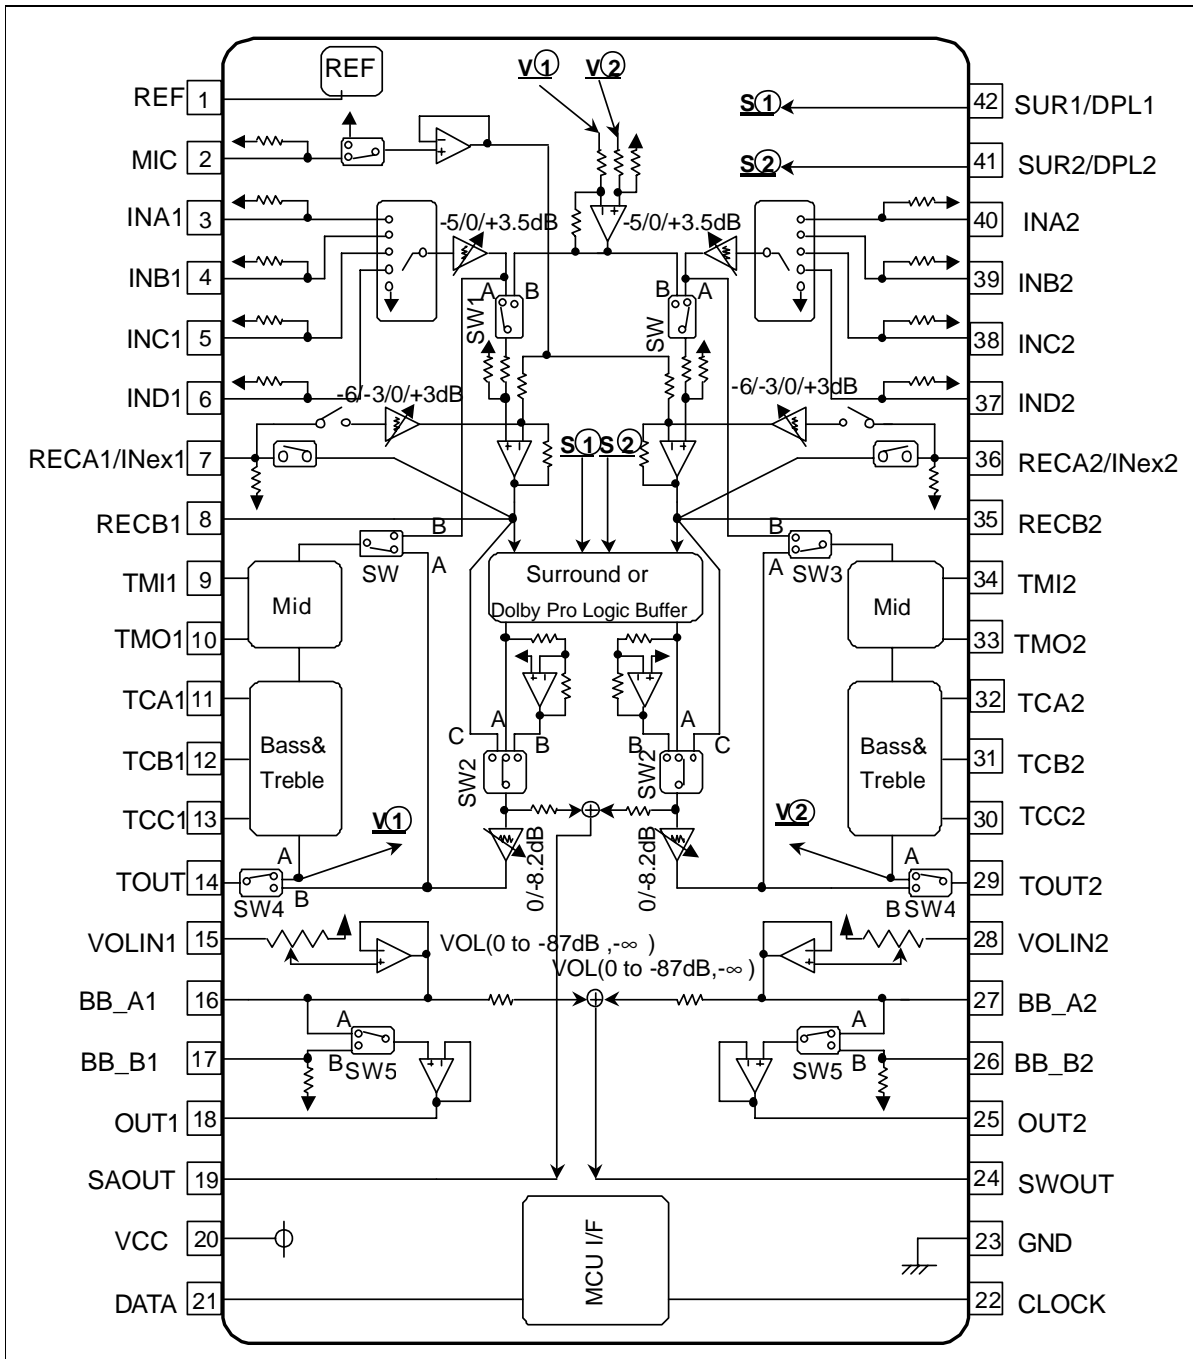 REF
V① V②
REF 1
42 SUR1/DPL1
S①
MIC 2
41 SUR2/DPL2
S②
INA1 3
40 INA2
-5/0/+3.5dB
-5/0/+3.5dB
INB1 4
39 INB2
A B
B A
SW1
SW
INC1 5
38 INC2
IND1 6
37 IND2
-6/-3/0/+3dB
-6/-3/0/+3dB
RECA1/INex1 7
S① S②
36 RECA2/INex2
RECB1 8
35 RECB2
B
A
SW
B
A
SW3
Surround or
Dolby Pro Logic Buffer
TMI1 9
34 TMI2
Mid
Mid
TMO1 10
33 TMO2
TCA1 11
32 TCA2
Bass&
Treble
Bass&
Treble
C A B
B A C
TCB1 12
31 TCB2
SW2
SW2
TCC1 13
30 TCC2
V①
V②
0/-8.2dB
0/-8.2dB
A
B
A
B
TOUT 14
29 TOUT2
SW4
SW4
VOLIN1 15
28 VOLIN2
VOL(0 to -87dB ,-∞ )
VOL(0 to -87dB,-∞ )
BB_A1 16
27 BB_A2
A
B
SW5
A
B
SW5
BB_B1 17
26 BB_B2
OUT1 18
25 OUT2
SAOUT 19
24 SWOUT
MCU I/F
VCC 20
23 GND
DATA 21
22 CLOCK